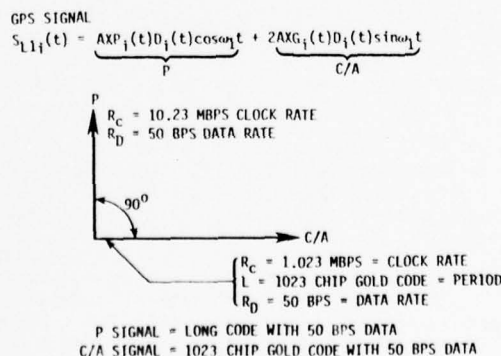 GPS SIGNAL
S_L1i(t) = AXP_i(t)D_i(t)cosω_1t + 2AXG_i(t)D_i(t)sinω_1t
P
C/A
P
R_C = 10.23 MBPS CLOCK RATE
R_D = 50 BPS DATA RATE
90°
C/A
R_C = 1.023 MBPS = CLOCK RATE
L = 1023 CHIP GOLD CODE = PERIOD
R_D = 50 BPS = DATA RATE
P SIGNAL = LONG CODE WITH 50 BPS DATA
C/A SIGNAL = 1023 CHIP GOLD CODE WITH 50 BPS DATA